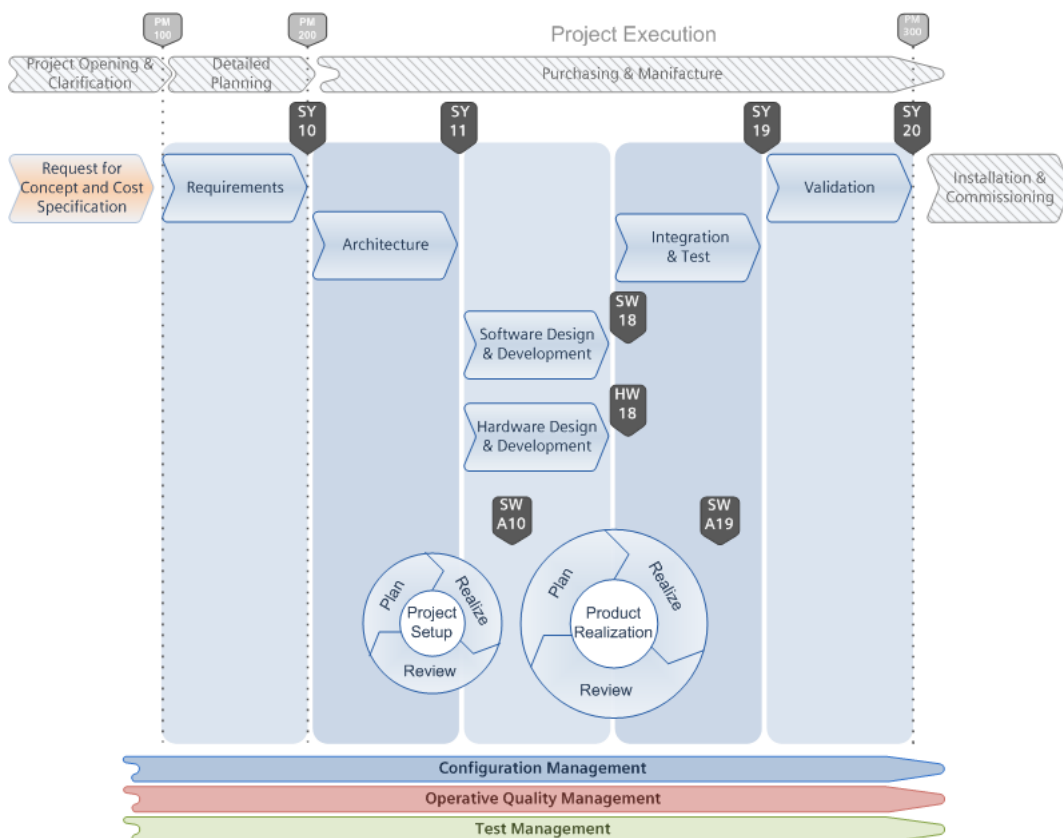 PM
100
PM
200
Project Execution
PM
300
Project Opening &
Clarification
Detailed
Planning
Purchasing & Manifacture
SY
10
SY
11
SY
19
SY
20
Request for
Concept and Cost
Specification
Requirements
Validation
Installation &
Commissioning
Architecture
Integration
& Test
Software Design
& Development
SW
18
Hardware Design
& Development
HW
18
SW
A10
SW
A19
Plan
Realize
Project
Setup
Review
Plan
Realize
Product
Realization
Review
Configuration Management
Operative Quality Management
Test Management